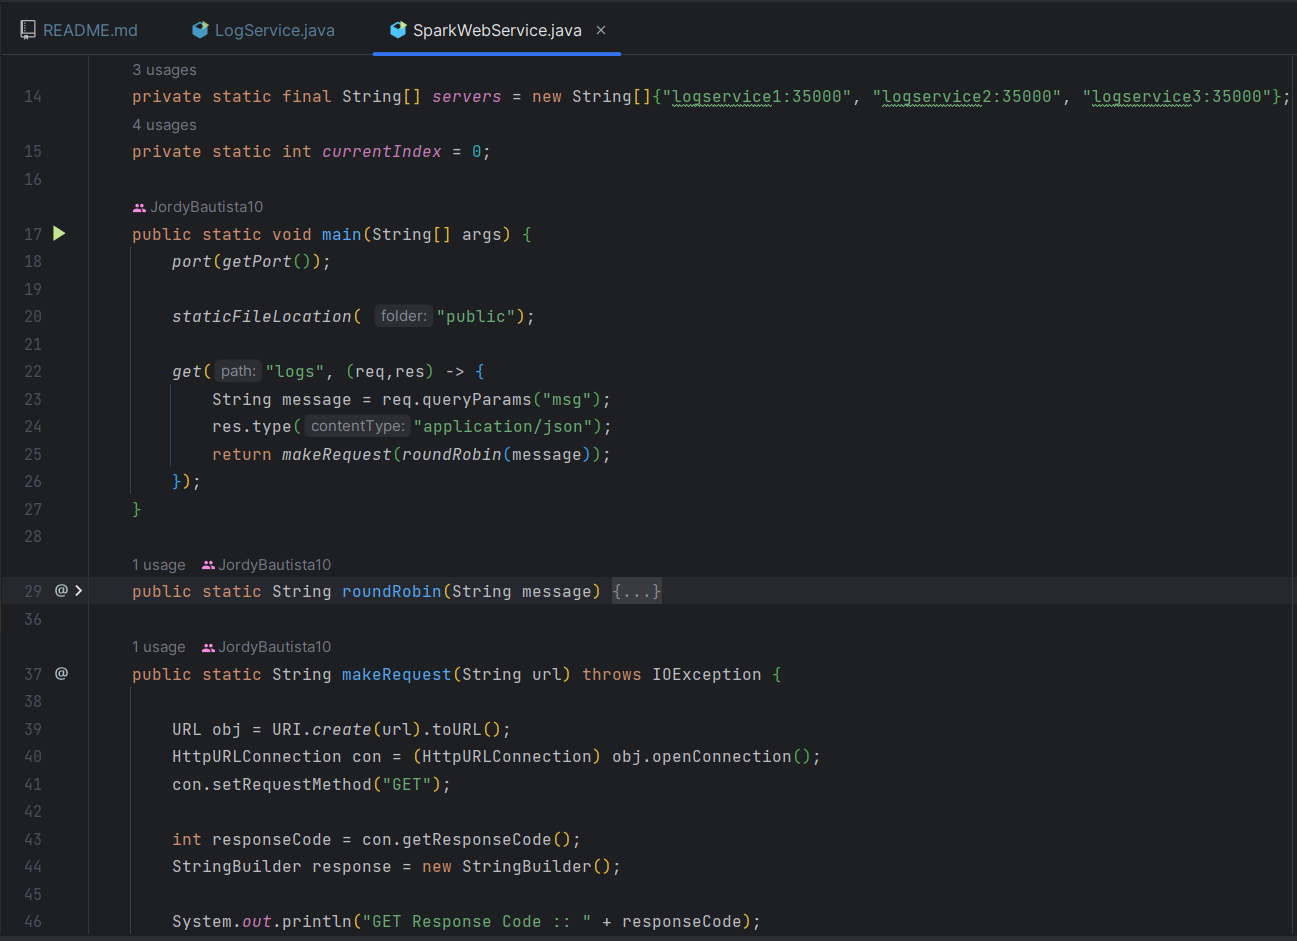 README.md LogService.java SparkWebService.java ×
3 usages
14 private static final String[] servers = new String[]{"logservice1:35000", "logservice2:35000", "logservice3:35000"};
4 usages
15 private static int currentIndex = 0;
16
JordyBautista10
17 public static void main(String[] args) {
18 port(getPort());
19
20 staticFileLocation( folder: "public");
21
22 get( path: "logs", (req,res) -> {
23 String message = req.queryParams("msg");
24 res.type( contentType: "application/json");
25 return makeRequest(roundRobin(message));
26 });
27 }
28
1 usage JordyBautista10
29 @ public static String roundRobin(String message) {...}
36
1 usage JordyBautista10
37 @ public static String makeRequest(String url) throws IOException {
38
39 URL obj = URI.create(url).toURL();
40 HttpURLConnection con = (HttpURLConnection) obj.openConnection();
41 con.setRequestMethod("GET");
42
43 int responseCode = con.getResponseCode();
44 StringBuilder response = new StringBuilder();
45
46 System.out.println("GET Response Code :: " + responseCode);